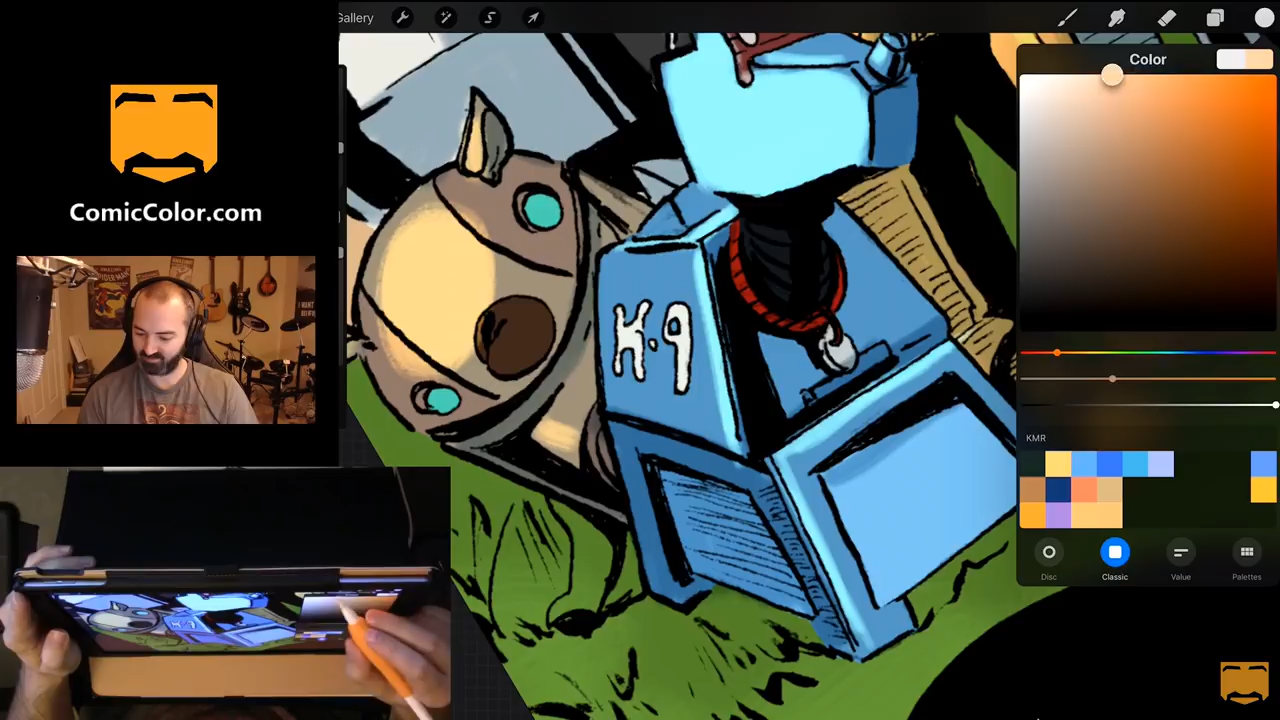 Gallery
Color
ComicColor.com
K·9
KMR
Disc
Classic
Value
Palettes